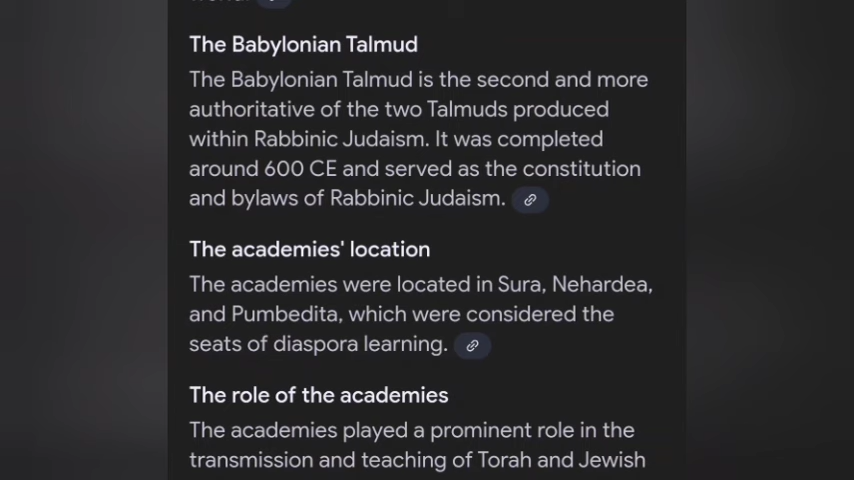 The Babylonian Talmud
The Babylonian Talmud is the second and more
authoritative of the two Talmuds produced
within Rabbinic Judaism. It was completed
around 600 CE and served as the constitution
and bylaws of Rabbinic Judaism.
The academies' location
The academies were located in Sura, Nehardea,
and Pumbedita, which were considered the
seats of diaspora learning.
The role of the academies
The academies played a prominent role in the
transmission and teaching of Torah and Jewish